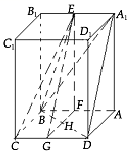 B₁ E A₁
C₁ D₁
B F A
H
C G D